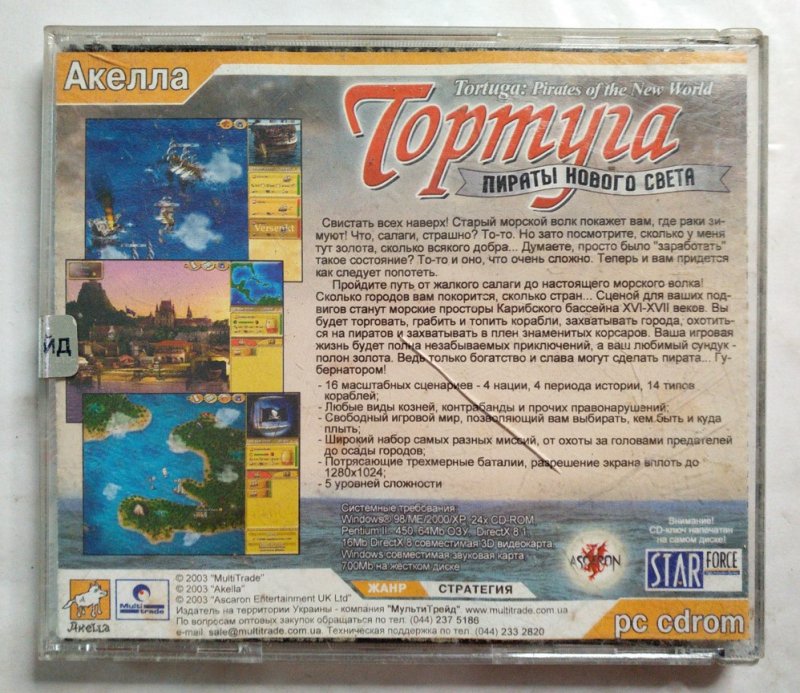 Акелла
Tortuga: Pirates of the New World
Тортуга
ПИРАТЫ НОВОГО СВЕТА
Versenkt
Свистать всех наверх! Старый морской волк покажет вам, где раки зи-
муют! Что, салаги, страшно? То-то. Но зато посмотрите, сколько у меня
тут золота, сколько всякого добра... Думаете, просто было "заработать"
такое состояние? То-то и оно, что очень сложно. Теперь и вам придется
как следует попотеть.
Пройдите путь от жалкого салаги до настоящего морского волка!
Сколько городов вам покорится, сколько стран... Сценой для ваших под-
вигов станут морские просторы Карибского бассейна XVI-XVII веков. Вы
будет торговать, грабить и топить корабли, захватывать города, охотить-
ся на пиратов и захватывать в плен знаменитых корсаров. Ваша игровая
жизнь будет полна незабываемых приключений, а ваш любимый сундук -
полон золота. Ведь только богатство и слава могут сделать пирата... Гу-
бернатором!
- 16 масштабных сценариев - 4 нации, 4 периода истории, 14 типов
кораблей;
- Любые виды козней, контрабанды и прочих правонарушений;
- Свободный игровой мир, позволяющий вам выбирать, кем быть и куда
плыть;
- Широкий набор самых разных миссий, от охоты за головами предателей
до осады городов;
- Потрясающие трехмерные баталии, разрешение экрана вплоть до
1280x1024;
- 5 уровней сложности
ЙД
Системные требования
Windows® 98/ME/2000/XP, 24x CD-ROM
Pentium II - 450, 64Мб ОЗУ, DirectX 8.1
16Мб DirectX 8 совместимая 3D видеокарта
Windows совместимая звуковая карта
700Мб на жестком диске
ASCARON
Внимание!
CD-ключ напечатан
на самом диске!
STAR FORCE
ЖАНР СТРАТЕГИЯ
Акелла
Multi trade
© 2003 "MultiTrade"
© 2003 "Akella"
© 2003 "Ascaron Entertainment UK Ltd"
Издатель на территории Украины - компания "МультиТрейд" www.multitrade.com.ua
По вопросам оптовых закупок обращаться по тел. (044) 237 5186
e-mail: sale@multitrade.com.ua. Техническая поддержка по тел. (044) 233 2820
pc cdrom